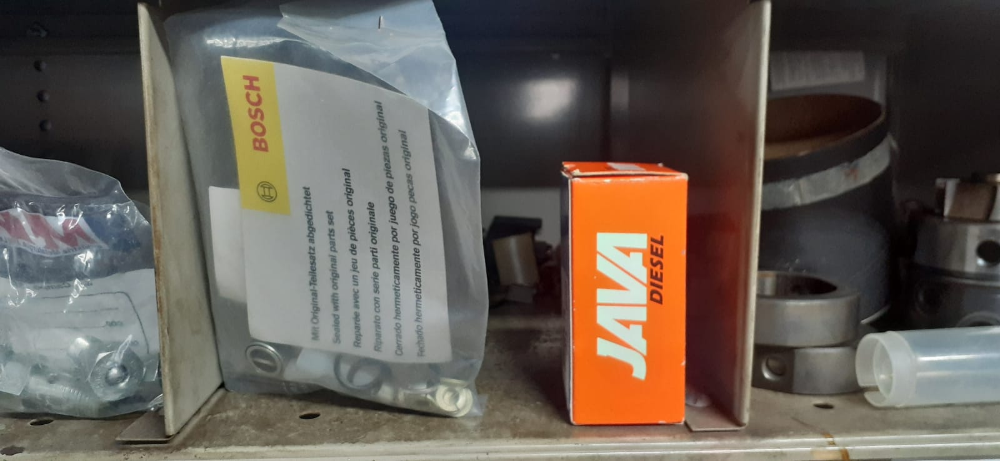 BOSCH
Mit Original-Teilesatz abgedichtet
Sealed with original parts set
Reparée avec un jeu de pièces original
Riparato con serie parti originale
Cerrado hermeticamente por juego de piezas original
Fechado hermeticamente por jogo pecas original
JAVA
DIESEL